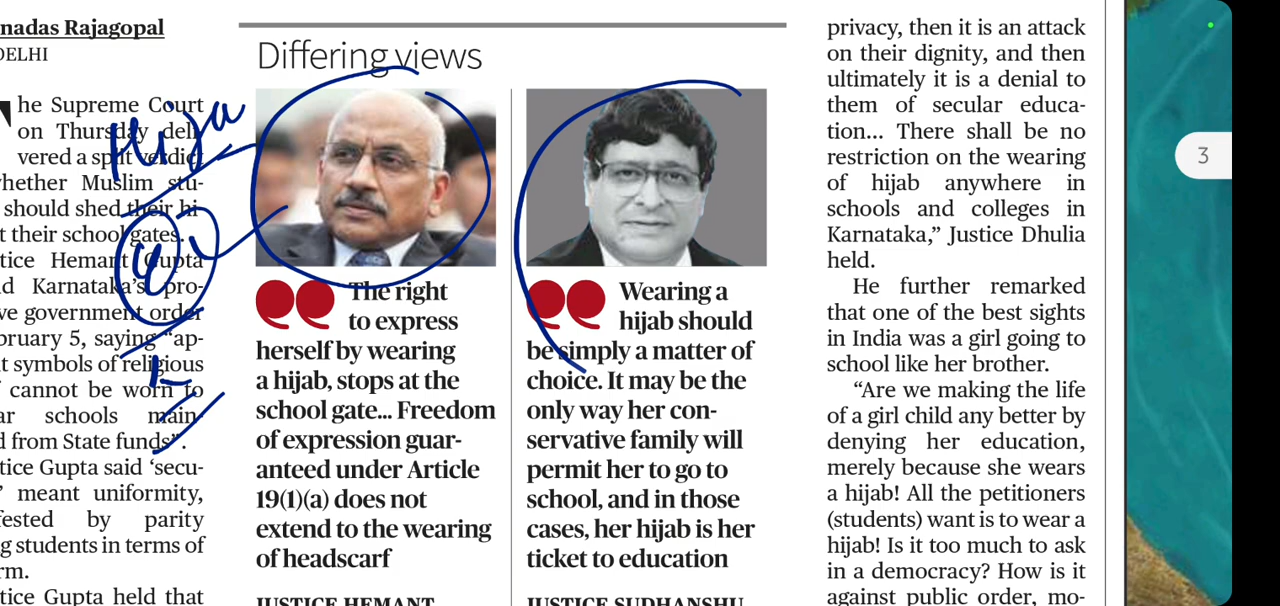 nadas Rajagopal
DELHI
he Supreme Court
on Thursday deli-
vered a split verdict
whether Muslim stu-
should shed their hi-
t their school gates.
tice Hemant Gupta
d Karnataka's pro-
ve government order
bruary 5, saying "ap-
t symbols of religious
cannot be worn to
ar schools main-
d from State funds".
tice Gupta said 'secu-
' meant uniformity,
fested by parity
g students in terms of
rm.
tice Gupta held that
Differing views
The right
to express
herself by wearing
a hijab, stops at the
school gate... Freedom
of expression guar-
anteed under Article
19(1)(a) does not
extend to the wearing
of headscarf
JUSTICE HEMANT
Wearing a
hijab should
be simply a matter of
choice. It may be the
only way her con-
servative family will
permit her to go to
school, and in those
cases, her hijab is her
ticket to education
JUSTICE SUDHANSHU
privacy, then it is an attack
on their dignity, and then
ultimately it is a denial to
them of secular educa-
tion... There shall be no
restriction on the wearing
of hijab anywhere in
schools and colleges in
Karnataka," Justice Dhulia
held.
He further remarked
that one of the best sights
in India was a girl going to
school like her brother.
"Are we making the life
of a girl child any better by
denying her education,
merely because she wears
a hijab! All the petitioners
(students) want is to wear a
hijab! Is it too much to ask
in a democracy? How is it
against public order, mo-
3